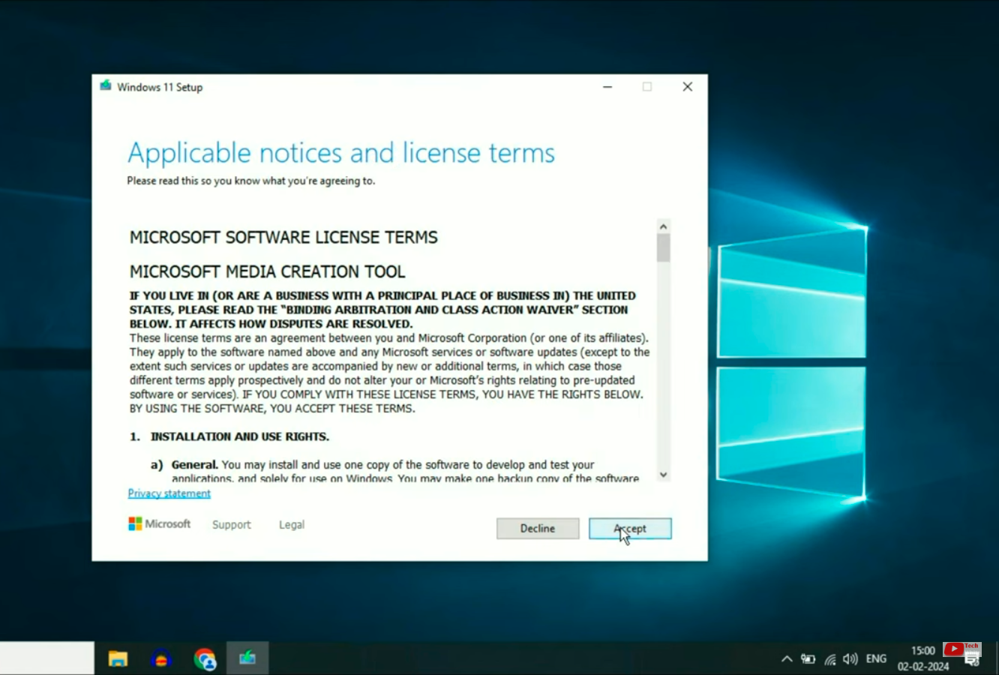 Windows 11 Setup
Applicable notices and license terms
Please read this so you know what you're agreeing to.
MICROSOFT SOFTWARE LICENSE TERMS
MICROSOFT MEDIA CREATION TOOL
IF YOU LIVE IN (OR ARE A BUSINESS WITH A PRINCIPAL PLACE OF BUSINESS IN) THE UNITED
STATES, PLEASE READ THE “BINDING ARBITRATION AND CLASS ACTION WAIVER” SECTION
BELOW. IT AFFECTS HOW DISPUTES ARE RESOLVED.
These license terms are an agreement between you and Microsoft Corporation (or one of its affiliates).
They apply to the software named above and any Microsoft services or software updates (except to the
extent such services or updates are accompanied by new or additional terms, in which case those
different terms apply prospectively and do not alter your or Microsoft’s rights relating to pre-updated
software or services). IF YOU COMPLY WITH THESE LICENSE TERMS, YOU HAVE THE RIGHTS BELOW.
BY USING THE SOFTWARE, YOU ACCEPT THESE TERMS.
1. INSTALLATION AND USE RIGHTS.
a) General. You may install and use one copy of the software to develop and test your
applications, and solely for use on Windows. You may make one backup copy of the software
Privacy statement
Microsoft Support Legal
Decline Accept
ENG
15:00
02-02-2024
Tech